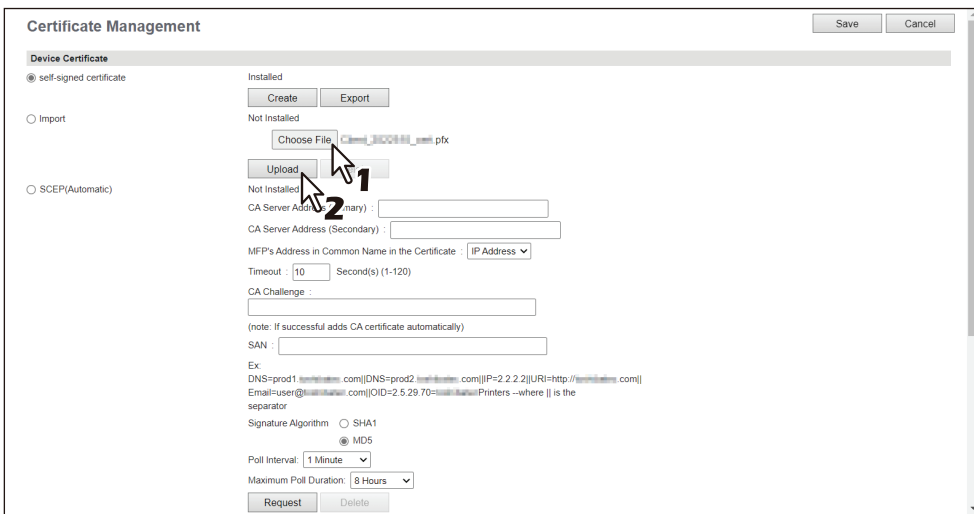 Certificate Management
Save Cancel
Device Certificate
self-signed certificate Installed
Create Export
Import Not Installed
Choose File pfx
1
Upload
2
SCEP(Automatic) Not Installed
CA Server Address mary) :
CA Server Address (Secondary) :
MFP's Address in Common Name in the Certificate : IP Address
Timeout : 10 Second(s) (1-120)
CA Challenge :
(note: If successful adds CA certificate automatically)
SAN :
Ex:
DNS=prod1. .com||DNS=prod2. .com||IP=2.2.2.2||URI=http:// .com||
Email=user@ .com||OID=2.5.29.70= Printers --where || is the
separator
Signature Algorithm SHA1
MD5
Poll Interval: 1 Minute
Maximum Poll Duration: 8 Hours
Request Delete